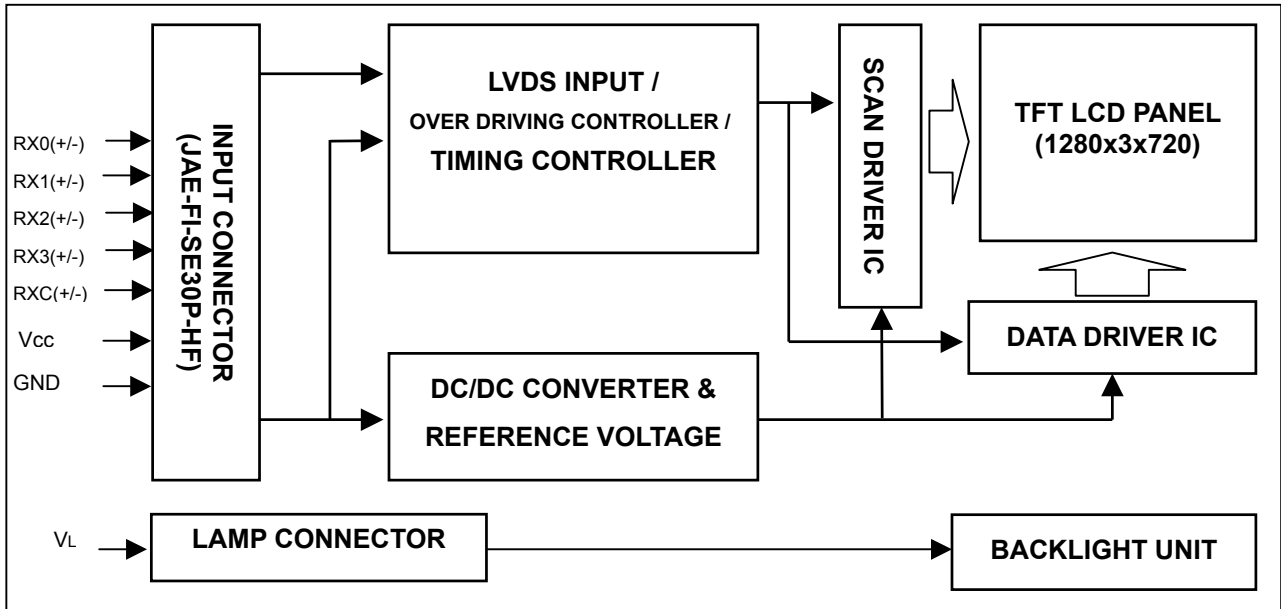 RX0(+/-)
RX1(+/-)
RX2(+/-)
RX3(+/-)
RXC(+/-)
Vcc
GND
INPUT CONNECTOR
(JAE-FI-SE30P-HF)
LVDS INPUT /
OVER DRIVING CONTROLLER /
TIMING CONTROLLER
DC/DC CONVERTER &
REFERENCE VOLTAGE
SCAN DRIVER IC
TFT LCD PANEL
(1280x3x720)
DATA DRIVER IC
VL
LAMP CONNECTOR
BACKLIGHT UNIT